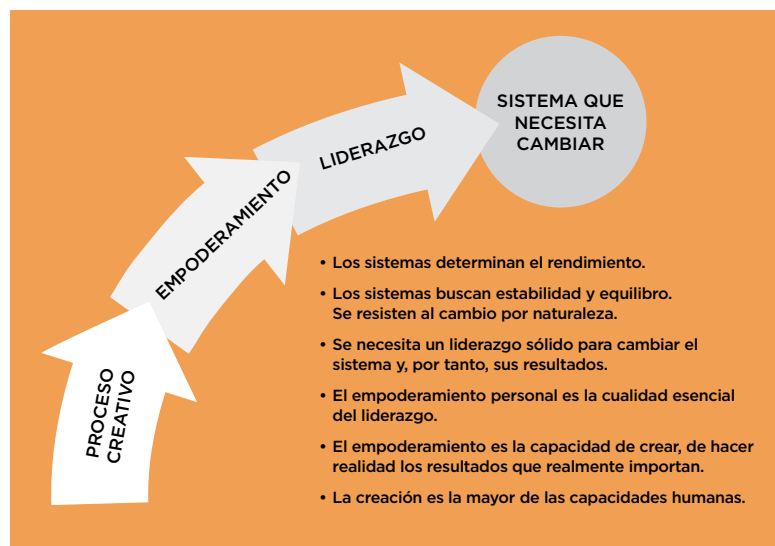 SISTEMA QUE
NECESITA
CAMBIAR
LIDERAZGO
EMPODERAMIENTO
PROCESO
CREATIVO
• Los sistemas determinan el rendimiento.
• Los sistemas buscan estabilidad y equilibro.
Se resisten al cambio por naturaleza.
• Se necesita un liderazgo sólido para cambiar el
sistema y, por tanto, sus resultados.
• El empoderamiento personal es la cualidad esencial
del liderazgo.
• El empoderamiento es la capacidad de crear, de hacer
realidad los resultados que realmente importan.
• La creación es la mayor de las capacidades humanas.